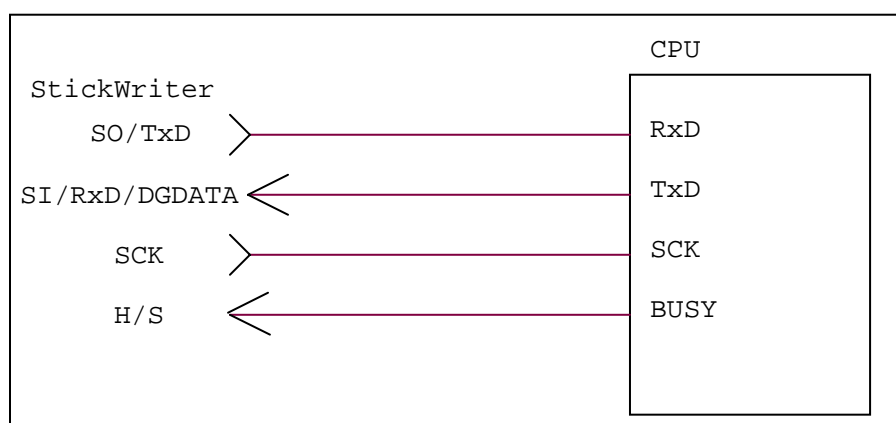 CPU
StickWriter
SO/TxD RxD
SI/RxD/DGDATA TxD
SCK SCK
H/S BUSY